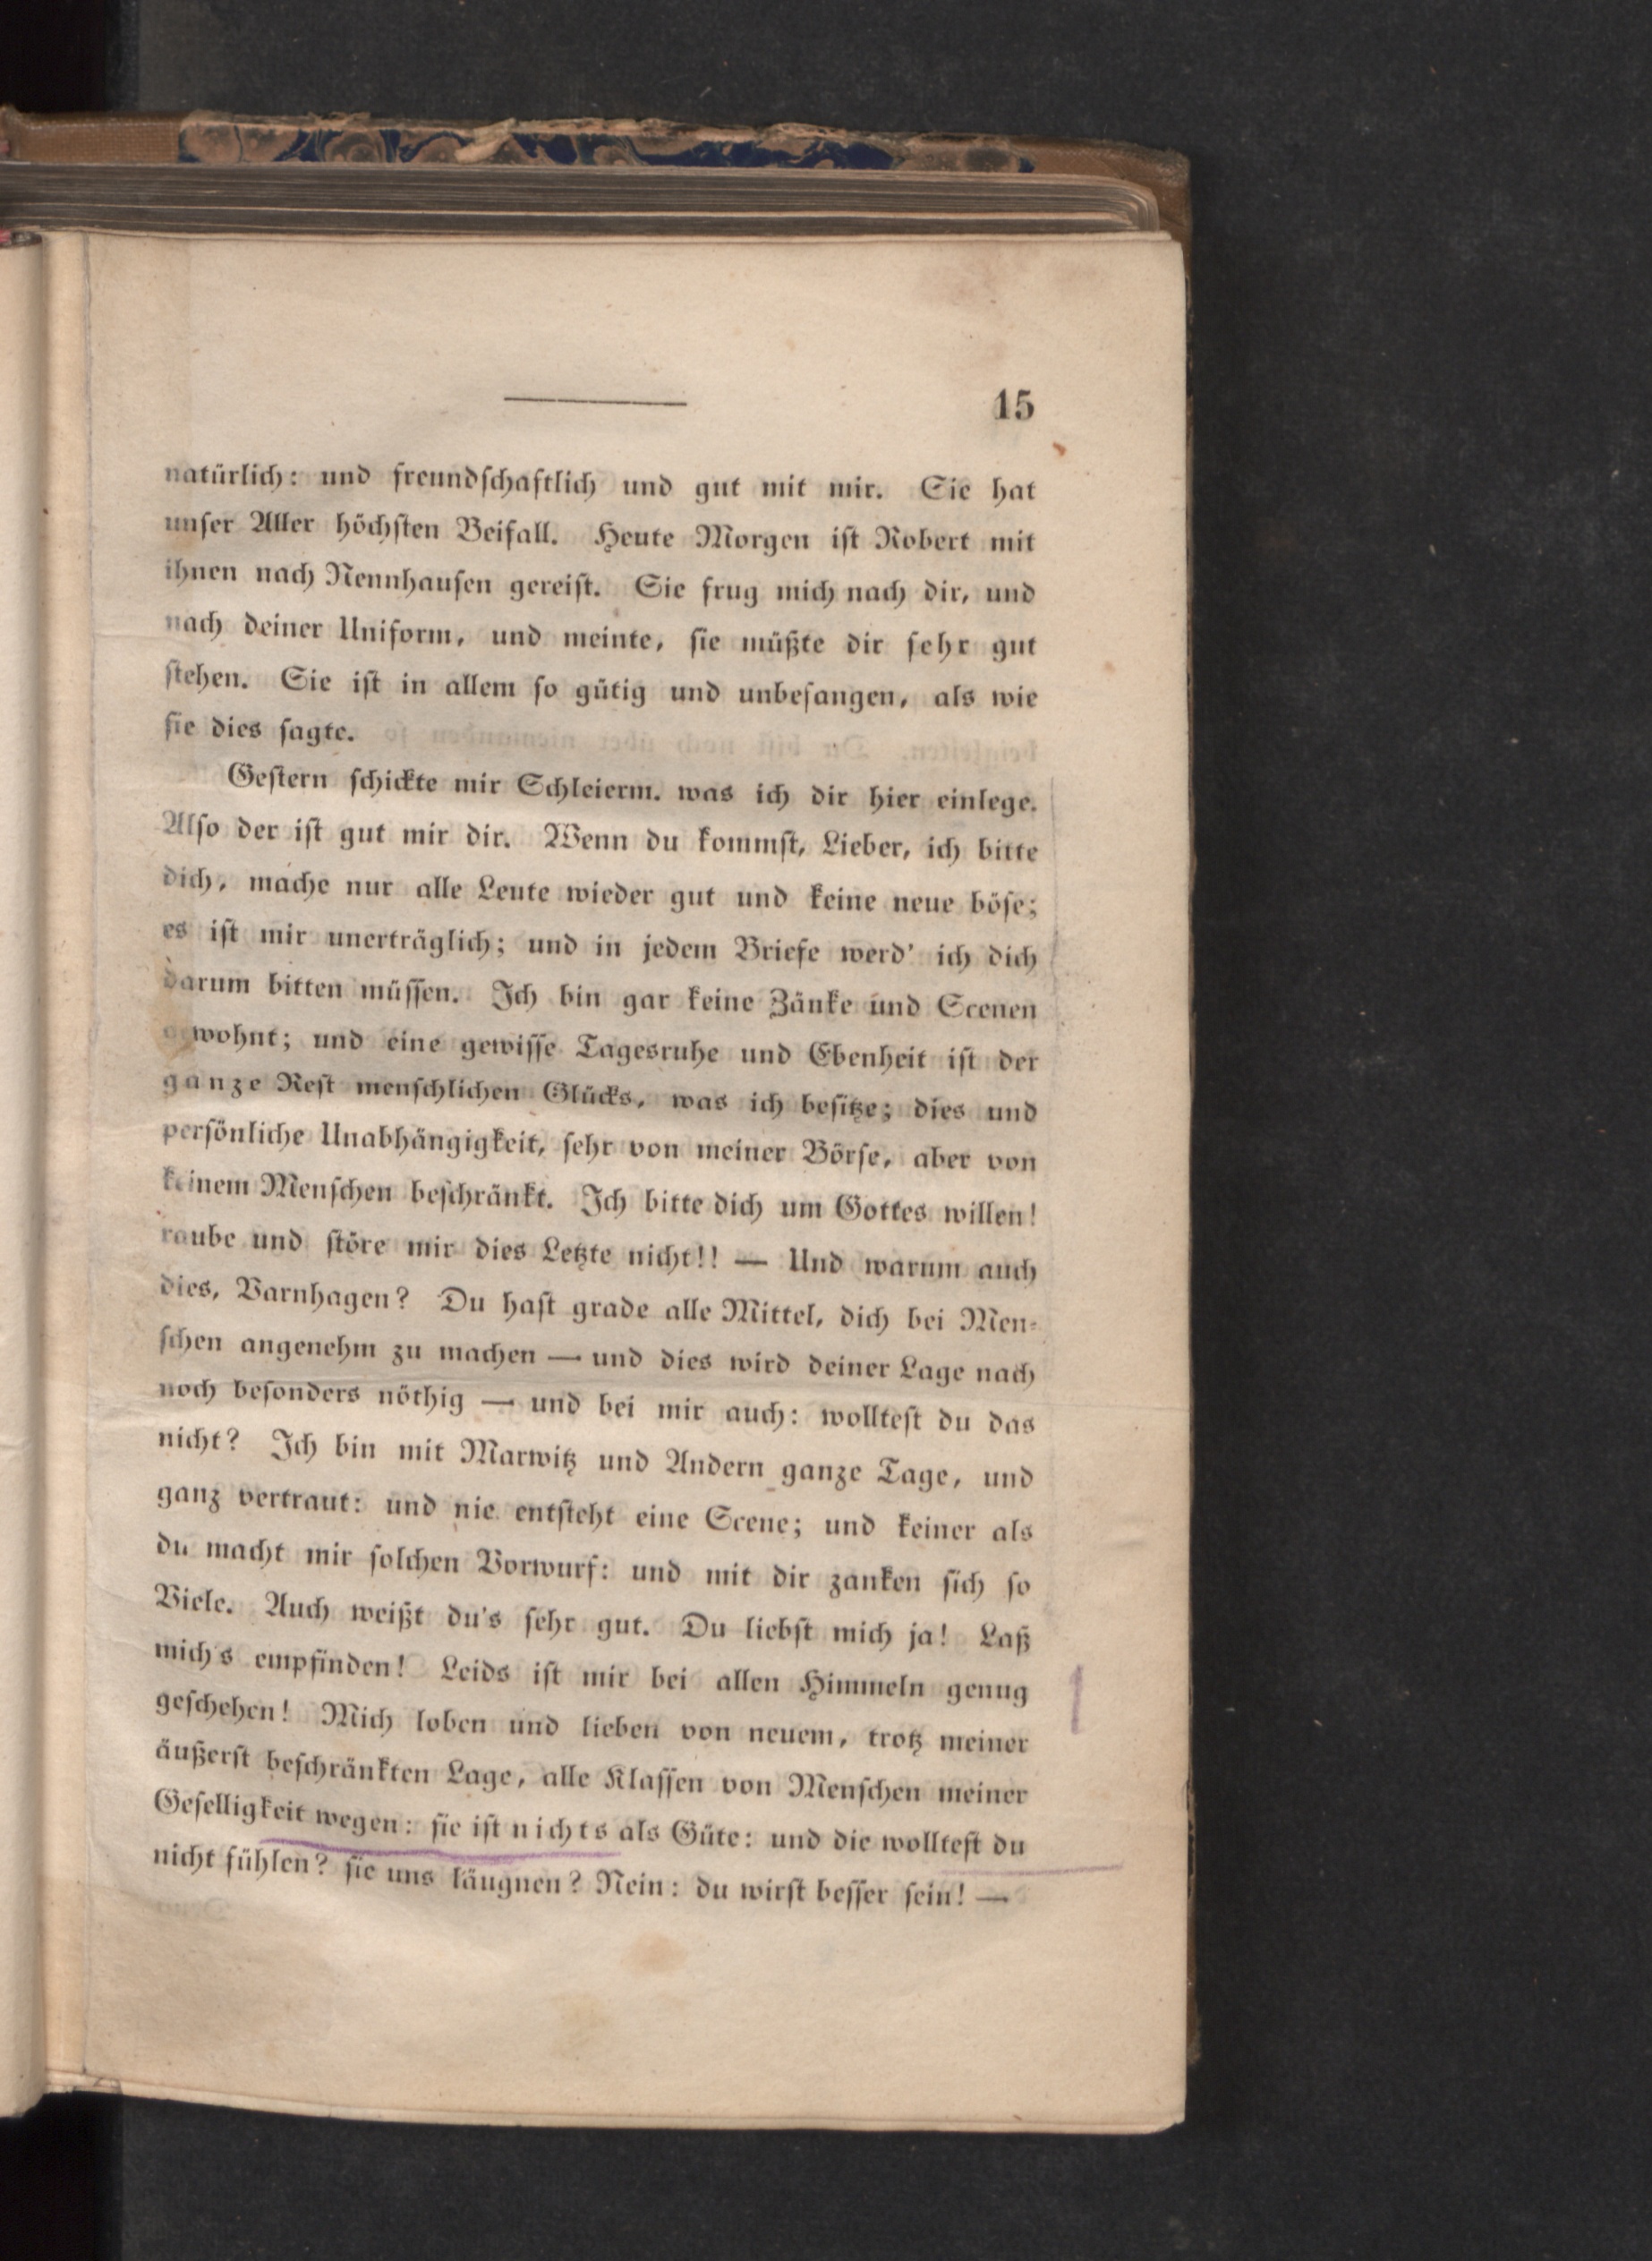 15
natürlich: und freundschaftlich und gut mit mir. Sie hat
unser Aller höchsten Beifall. Heute Morgen ist Robert mit
ihnen nach Nennhausen gereist. Sie frug mich nach dir, und
nach deiner Uniform, und meinte, sie müßte dir sehr gut
stehen. Sie ist in allem so gütig und unbefangen, als wie
sie dies sagte.
Gestern schickte mir Schleierm. was ich dir hier einlege.
Also der ist gut mir dir. Wenn du kommst, Lieber, ich bitte
dich, mache nur alle Leute wieder gut und keine neue böse;
es ist mir unerträglich; und in jedem Briefe werd' ich dich
darum bitten müssen. Ich bin gar keine Zänke und Scenen
gewohnt; und eine gewisse Tagesruhe und Ebenheit ist der
ganze Rest menschlichen Glücks, was ich besitze; dies und
persönliche Unabhängigkeit, sehr von meiner Börse, aber von
keinem Menschen beschränkt. Ich bitte dich um Gottes willen!
raube und störe mir dies Letzte nicht!! — Und warum auch
dies, Varnhagen? Du hast grade alle Mittel, dich bei Men-
schen angenehm zu machen — und dies wird deiner Lage nach
noch besonders nöthig — und bei mir auch: wolltest du das
nicht? Ich bin mit Marwitz und Andern ganze Tage, und
ganz vertraut: und nie entsteht eine Scene; und keiner als
du macht mir solchen Vorwurf: und mit dir zanken sich so
Viele. Auch weißt du's sehr gut. Du liebst mich ja! Laß
mich's empfinden! Leids ist mir bei allen Himmeln genug
geschehen! Mich loben und lieben von neuem, trotz meiner
äußerst beschränkten Lage, alle Klassen von Menschen meiner
Geselligkeit wegen: sie ist nichts als Güte: und die wolltest du
nicht fühlen? sie uns läugnen? Nein: du wirst besser sein! —